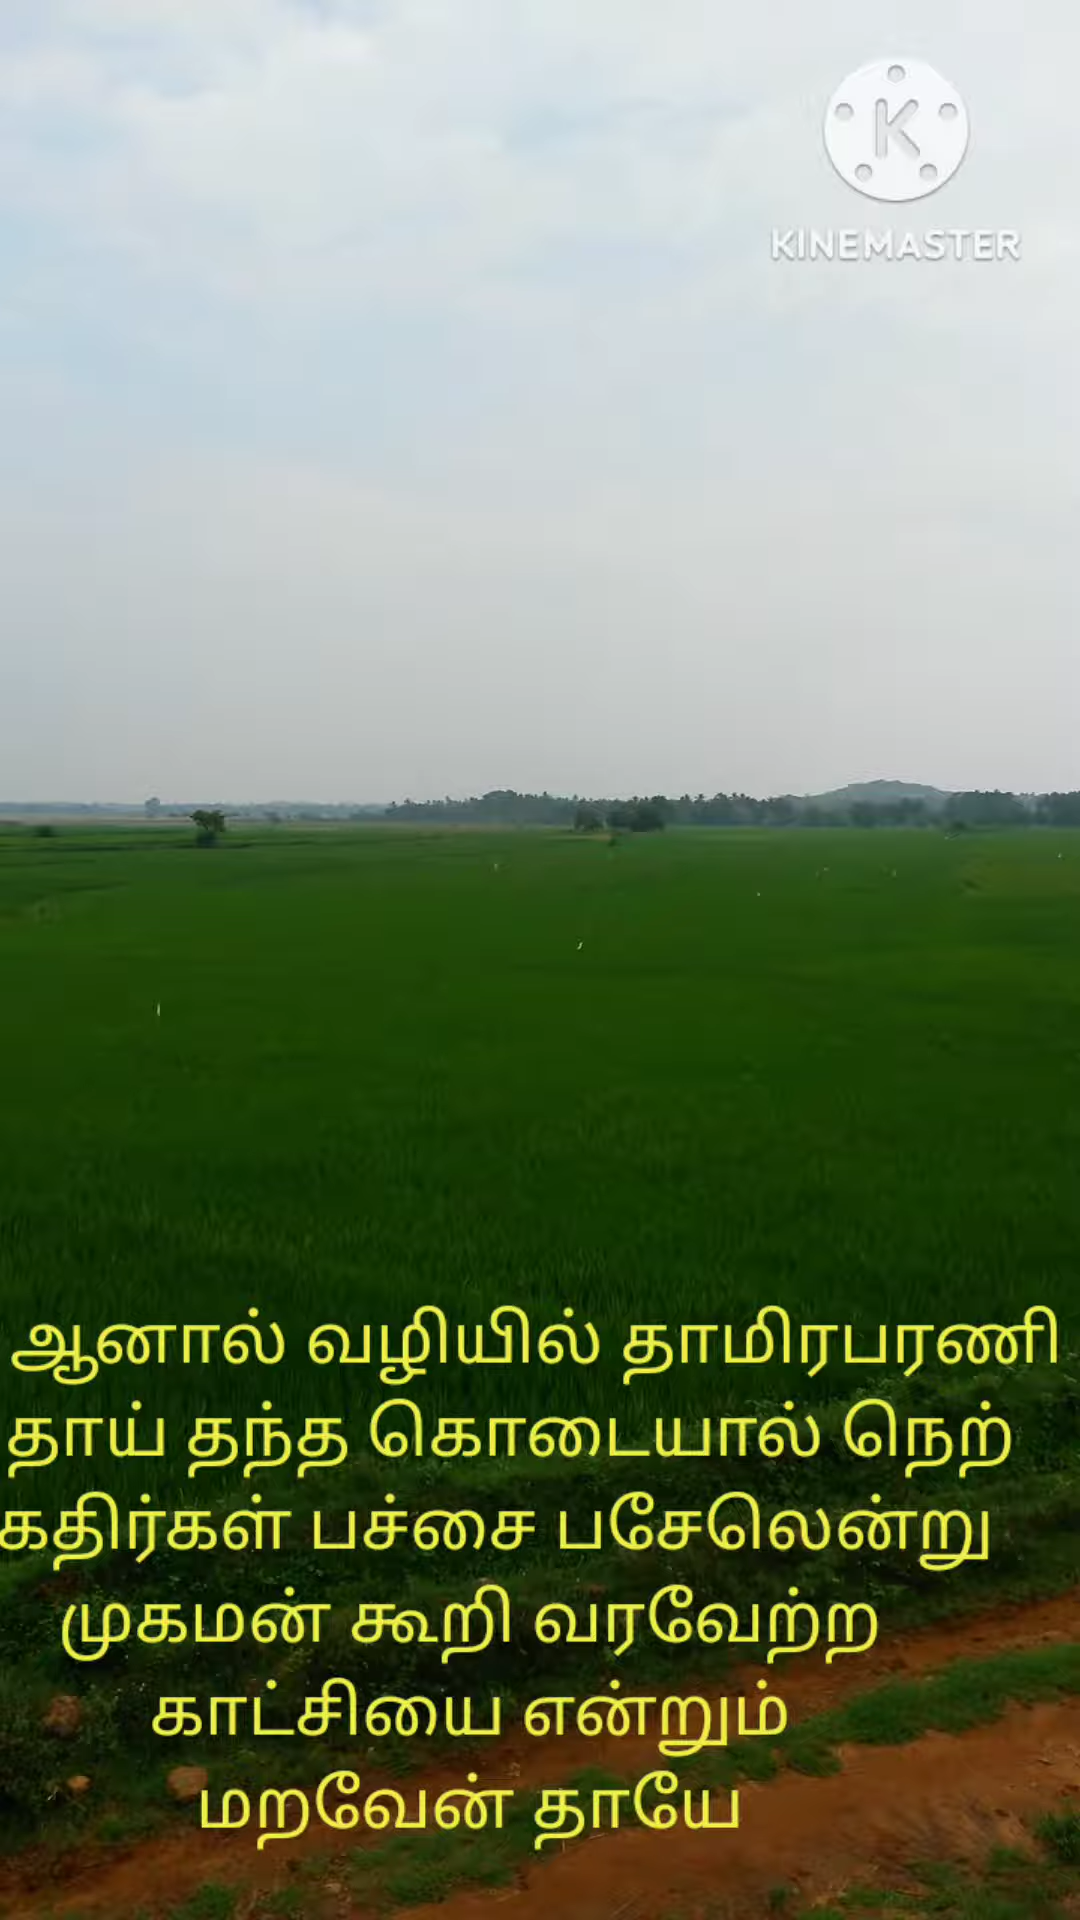 K
KINEMASTER
ஆனால் வழியில் தாமிரபரணி
தாய் தந்த கொடையால் நெற்
கதிர்கள் பச்சை பசேலென்று
முகமன் கூறி வரவேற்ற
காட்சியை என்றும்
மறவேன் தாயே